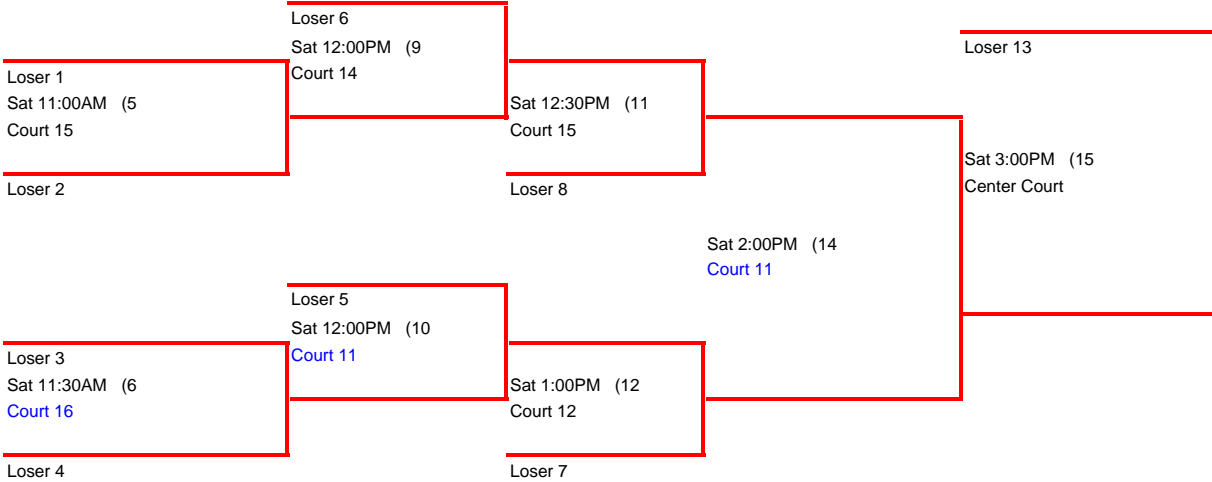 Loser 6
Sat 12:00PM (9
Court 14
Loser 13
Loser 1
Sat 11:00AM (5
Court 15
Sat 12:30PM (11
Court 15
Sat 3:00PM (15
Center Court
Loser 2
Loser 8
Sat 2:00PM (14
Court 11
Loser 5
Sat 12:00PM (10
Court 11
Loser 3
Sat 11:30AM (6
Court 16
Sat 1:00PM (12
Court 12
Loser 4
Loser 7